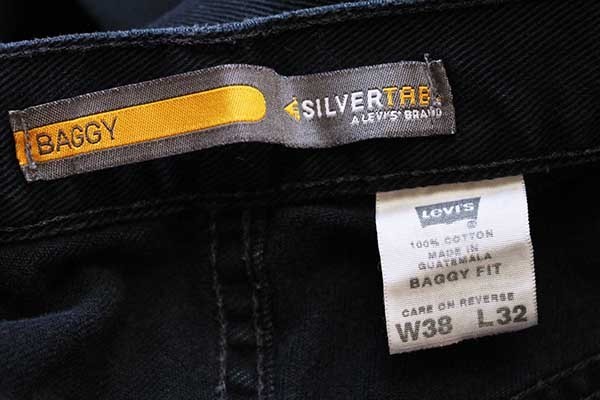 BAGGY
SILVERTAB
A LEVI'S® BRAND
LEVI'S
®
100% COTTON
MADE IN
GUATEMALA
BAGGY FIT
CARE ON REVERSE
W38 L32